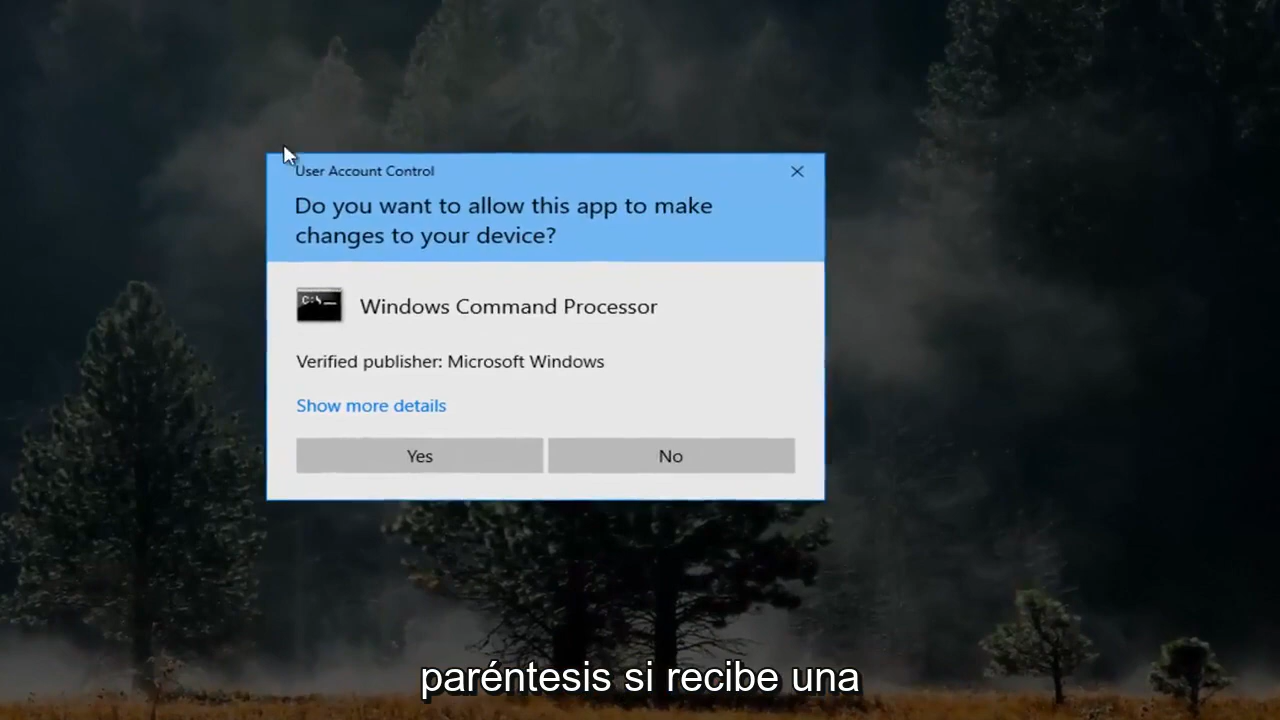 User Account Control
Do you want to allow this app to make
changes to your device?
C:\_
Windows Command Processor
Verified publisher: Microsoft Windows
Show more details
Yes
No
paréntesis si recibe una